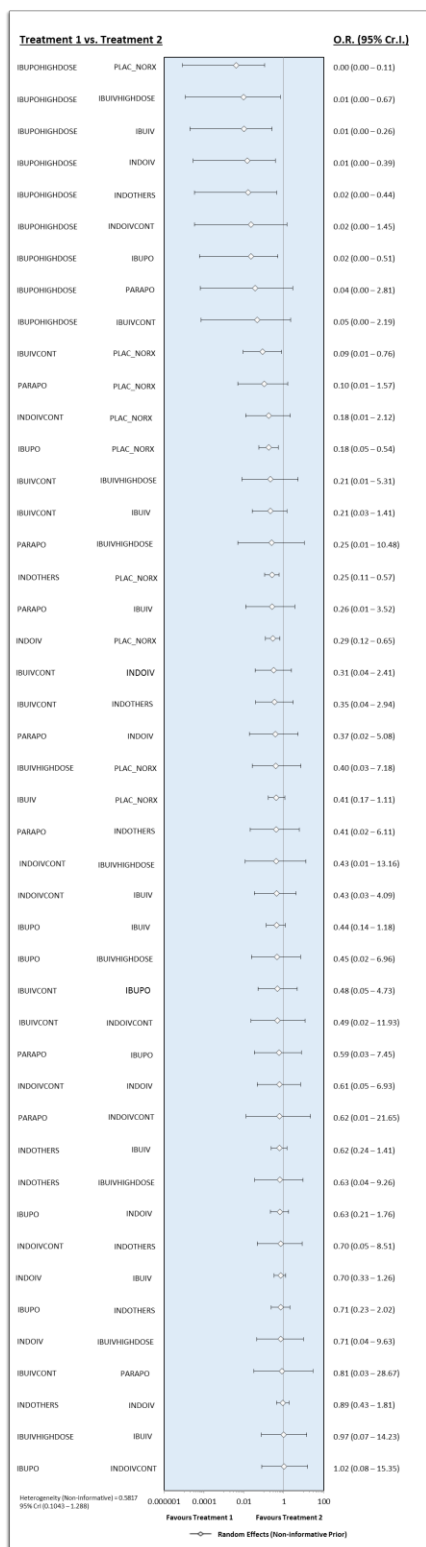 Treatment 1 vs. Treatment 2 O.R. (95% Cr.I.)
IBUPOHIGHDOSE PLAC_NORX 0.00 (0.00 – 0.11)
IBUPOHIGHDOSE IBUIVHIGHDOSE 0.01 (0.00 – 0.67)
IBUPOHIGHDOSE IBUIV 0.01 (0.00 – 0.26)
IBUPOHIGHDOSE INDOIV 0.01 (0.00 – 0.39)
IBUPOHIGHDOSE INDOTHERS 0.02 (0.00 – 0.44)
IBUPOHIGHDOSE INDOIVCONT 0.02 (0.00 – 1.45)
IBUPOHIGHDOSE IBUPO 0.02 (0.00 – 0.51)
IBUPOHIGHDOSE PARAPO 0.04 (0.00 – 2.81)
IBUPOHIGHDOSE IBUIVCONT 0.05 (0.00 – 2.19)
IBUIVCONT PLAC_NORX 0.09 (0.01 – 0.76)
PARAPO PLAC_NORX 0.10 (0.01 – 1.57)
INDOIVCONT PLAC_NORX 0.18 (0.01 – 2.12)
IBUPO PLAC_NORX 0.18 (0.05 – 0.54)
IBUIVCONT IBUIVHIGHDOSE 0.21 (0.01 – 5.31)
IBUIVCONT IBUIV 0.21 (0.03 – 1.41)
PARAPO IBUIVHIGHDOSE 0.25 (0.01 – 10.48)
INDOTHERS PLAC_NORX 0.25 (0.11 – 0.57)
PARAPO IBUIV 0.26 (0.01 – 3.52)
INDOIV PLAC_NORX 0.29 (0.12 – 0.65)
IBUIVCONT INDOIV 0.31 (0.04 – 2.41)
IBUIVCONT INDOTHERS 0.35 (0.04 – 2.94)
PARAPO INDOIV 0.37 (0.02 – 5.08)
IBUIVHIGHDOSE PLAC_NORX 0.40 (0.03 – 7.18)
IBUIV PLAC_NORX 0.41 (0.17 – 1.11)
PARAPO INDOTHERS 0.41 (0.02 – 6.11)
INDOIVCONT IBUIVHIGHDOSE 0.43 (0.01 – 13.16)
INDOIVCONT IBUIV 0.43 (0.03 – 4.09)
IBUPO IBUIV 0.44 (0.14 – 1.18)
IBUPO IBUIVHIGHDOSE 0.45 (0.02 – 6.96)
IBUIVCONT IBUPO 0.48 (0.05 – 4.73)
IBUIVCONT INDOIVCONT 0.49 (0.02 – 11.93)
PARAPO IBUPO 0.59 (0.03 – 7.45)
INDOIVCONT INDOIV 0.61 (0.05 – 6.93)
PARAPO INDOIVCONT 0.62 (0.01 – 21.65)
INDOTHERS IBUIV 0.62 (0.24 – 1.41)
INDOTHERS IBUIVHIGHDOSE 0.63 (0.04 – 9.26)
IBUPO INDOIV 0.63 (0.21 – 1.76)
INDOIVCONT INDOTHERS 0.70 (0.05 – 8.51)
INDOIV IBUIV 0.70 (0.33 – 1.26)
IBUPO INDOTHERS 0.71 (0.23 – 2.02)
INDOIV IBUIVHIGHDOSE 0.71 (0.04 – 9.63)
IBUIVCONT PARAPO 0.81 (0.03 – 28.67)
INDOTHERS INDOIV 0.89 (0.43 – 1.81)
IBUIVHIGHDOSE IBUIV 0.97 (0.07 – 14.23)
IBUPO INDOIVCONT 1.02 (0.08 – 15.35)
Heterogeneity (Non-Informative) = 0.5817
95% CrI (0.1043 – 1.288)
0.000001 0.0001 0.01 1 100
Favours Treatment 1 Favours Treatment 2
Random Effects (Non-informative Prior)